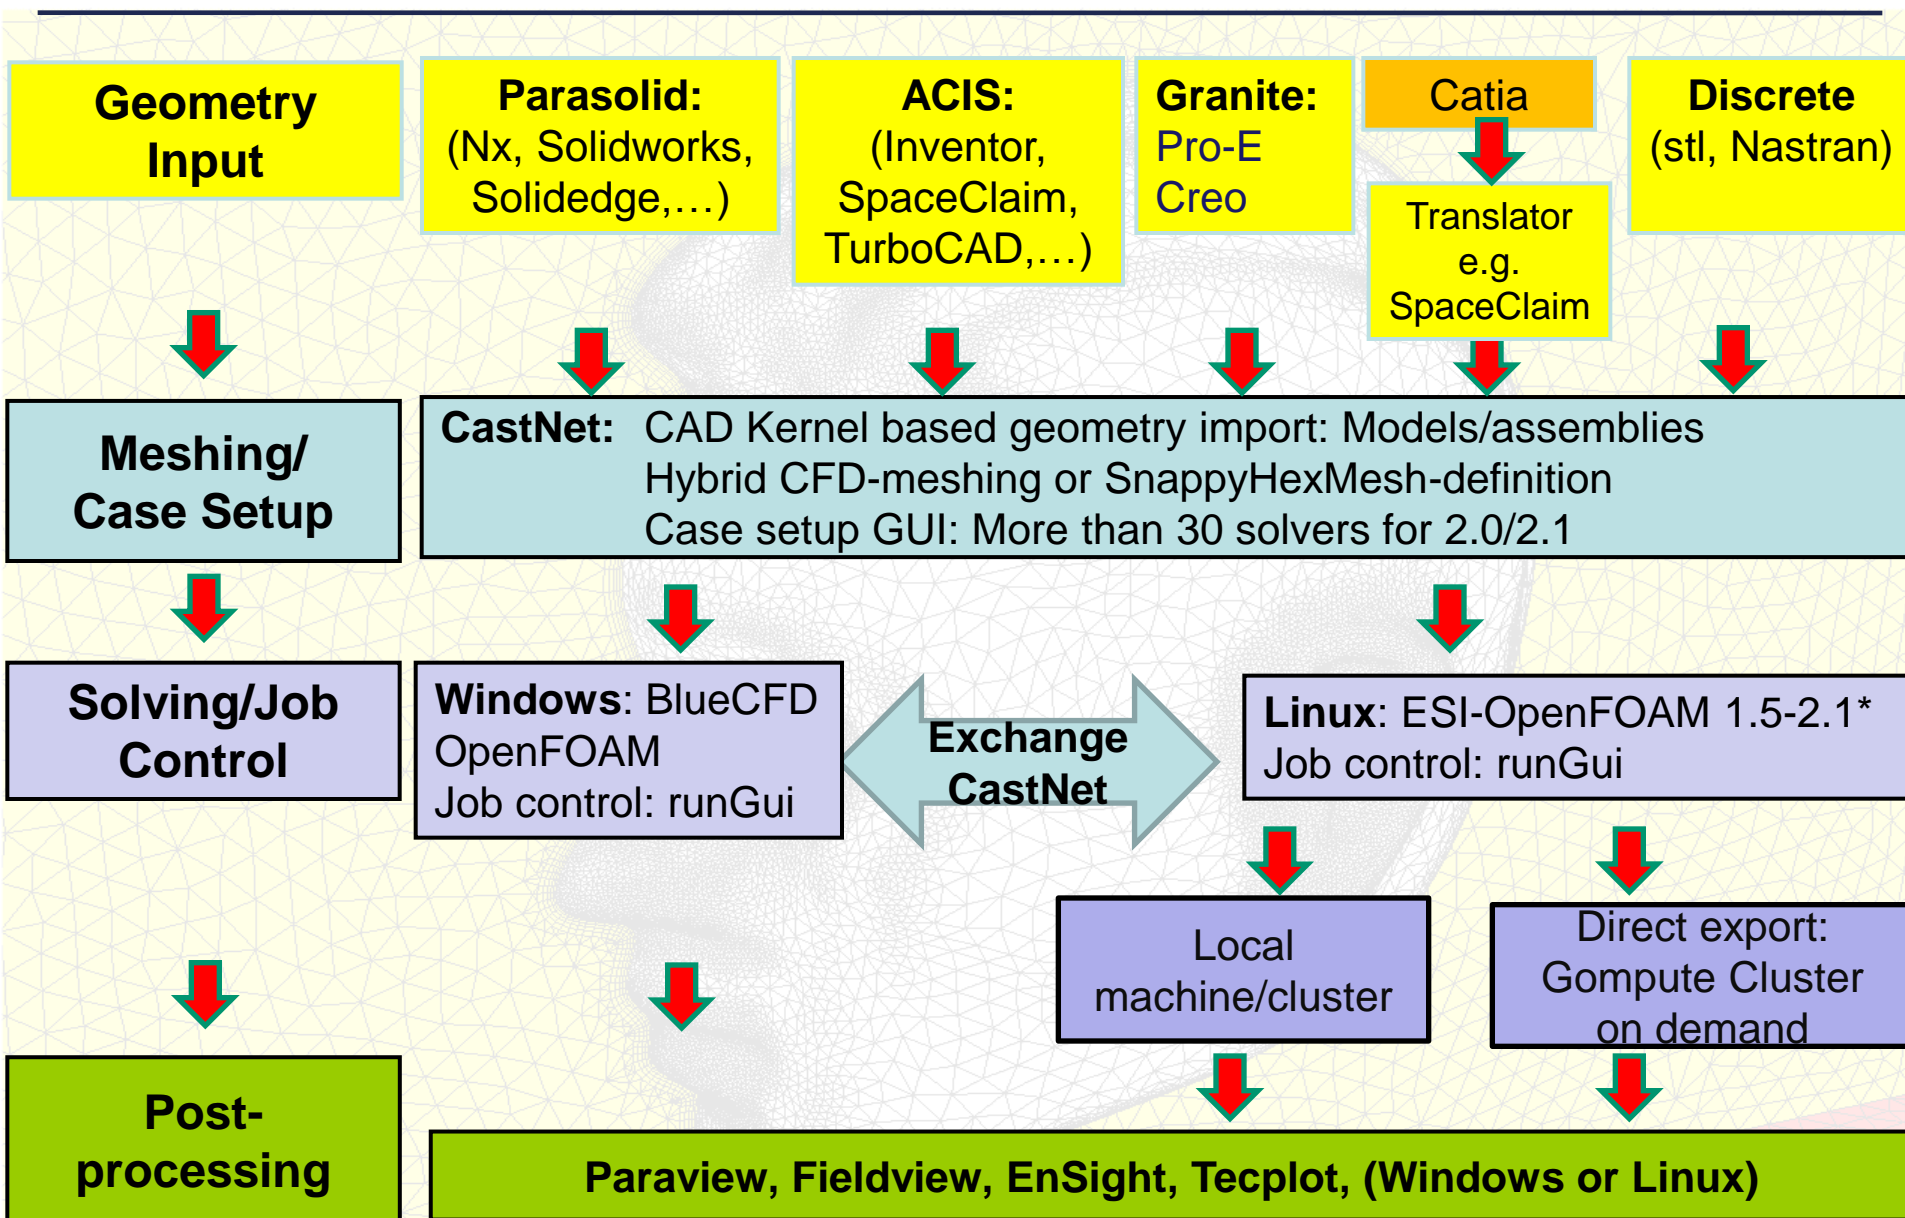 Geometry
Input
Parasolid:
(Nx, Solidworks,
Solidedge,…)
ACIS:
(Inventor,
SpaceClaim,
TurboCAD,…)
Granite:
Pro-E
Creo
Catia
Translator
e.g.
SpaceClaim
Discrete
(stl, Nastran)
Meshing/
Case Setup
CastNet: CAD Kernel based geometry import: Models/assemblies
Hybrid CFD-meshing or SnappyHexMesh-definition
Case setup GUI: More than 30 solvers for 2.0/2.1
Solving/Job
Control
Windows: BlueCFD
OpenFOAM
Job control: runGui
Exchange
CastNet
Linux: ESI-OpenFOAM 1.5-2.1*
Job control: runGui
Local
machine/cluster
Direct export:
Gompute Cluster
on demand
Post-
processing
Paraview, Fieldview, EnSight, Tecplot, (Windows or Linux)